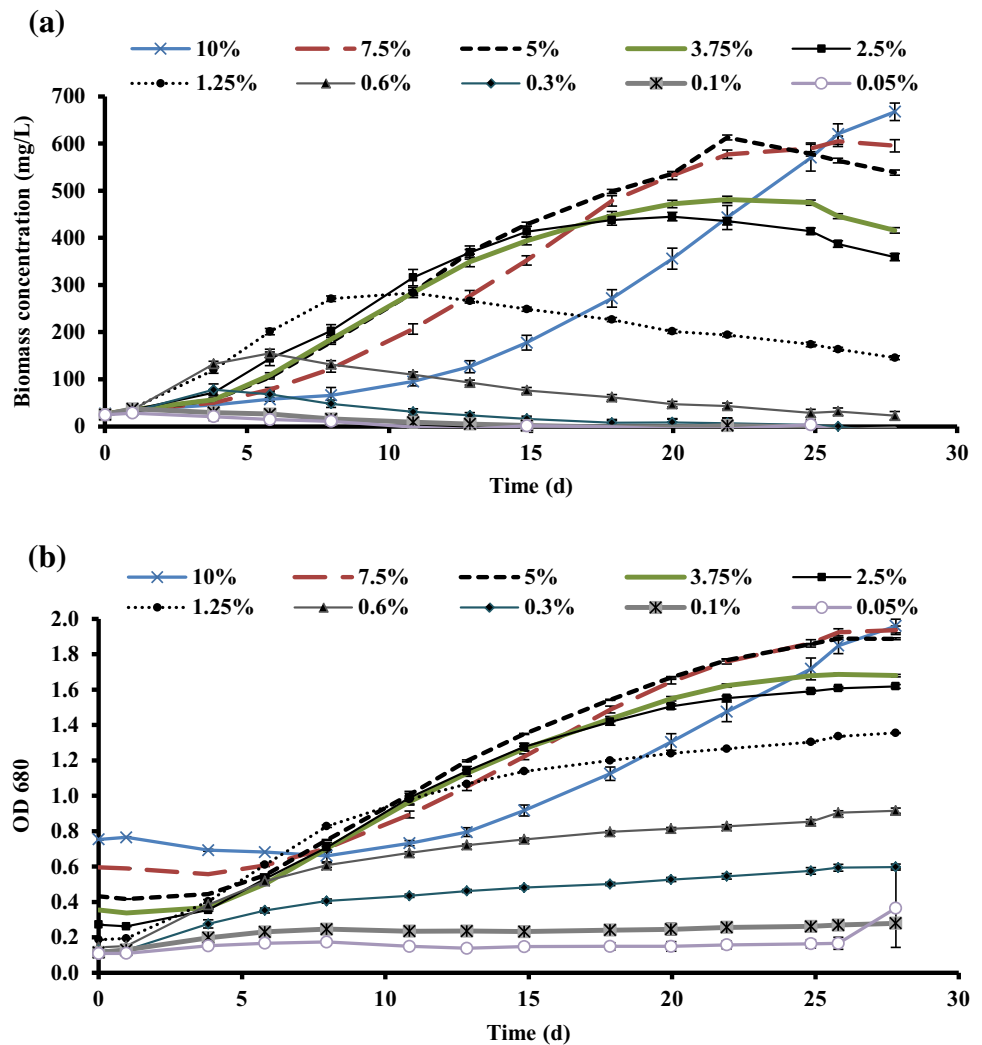 (a)
10% 7.5% 5% 3.75% 2.5%
1.25% 0.6% 0.3% 0.1% 0.05%
700
600
500
400
300
200
100
0
Biomass concentration (mg/L)
0 5 10 15 20 25 30
Time (d)
(b)
10% 7.5% 5% 3.75% 2.5%
1.25% 0.6% 0.3% 0.1% 0.05%
2.0
1.8
1.6
1.4
1.2
1.0
0.8
0.6
0.4
0.2
0.0
OD 680
0 5 10 15 20 25 30
Time (d)